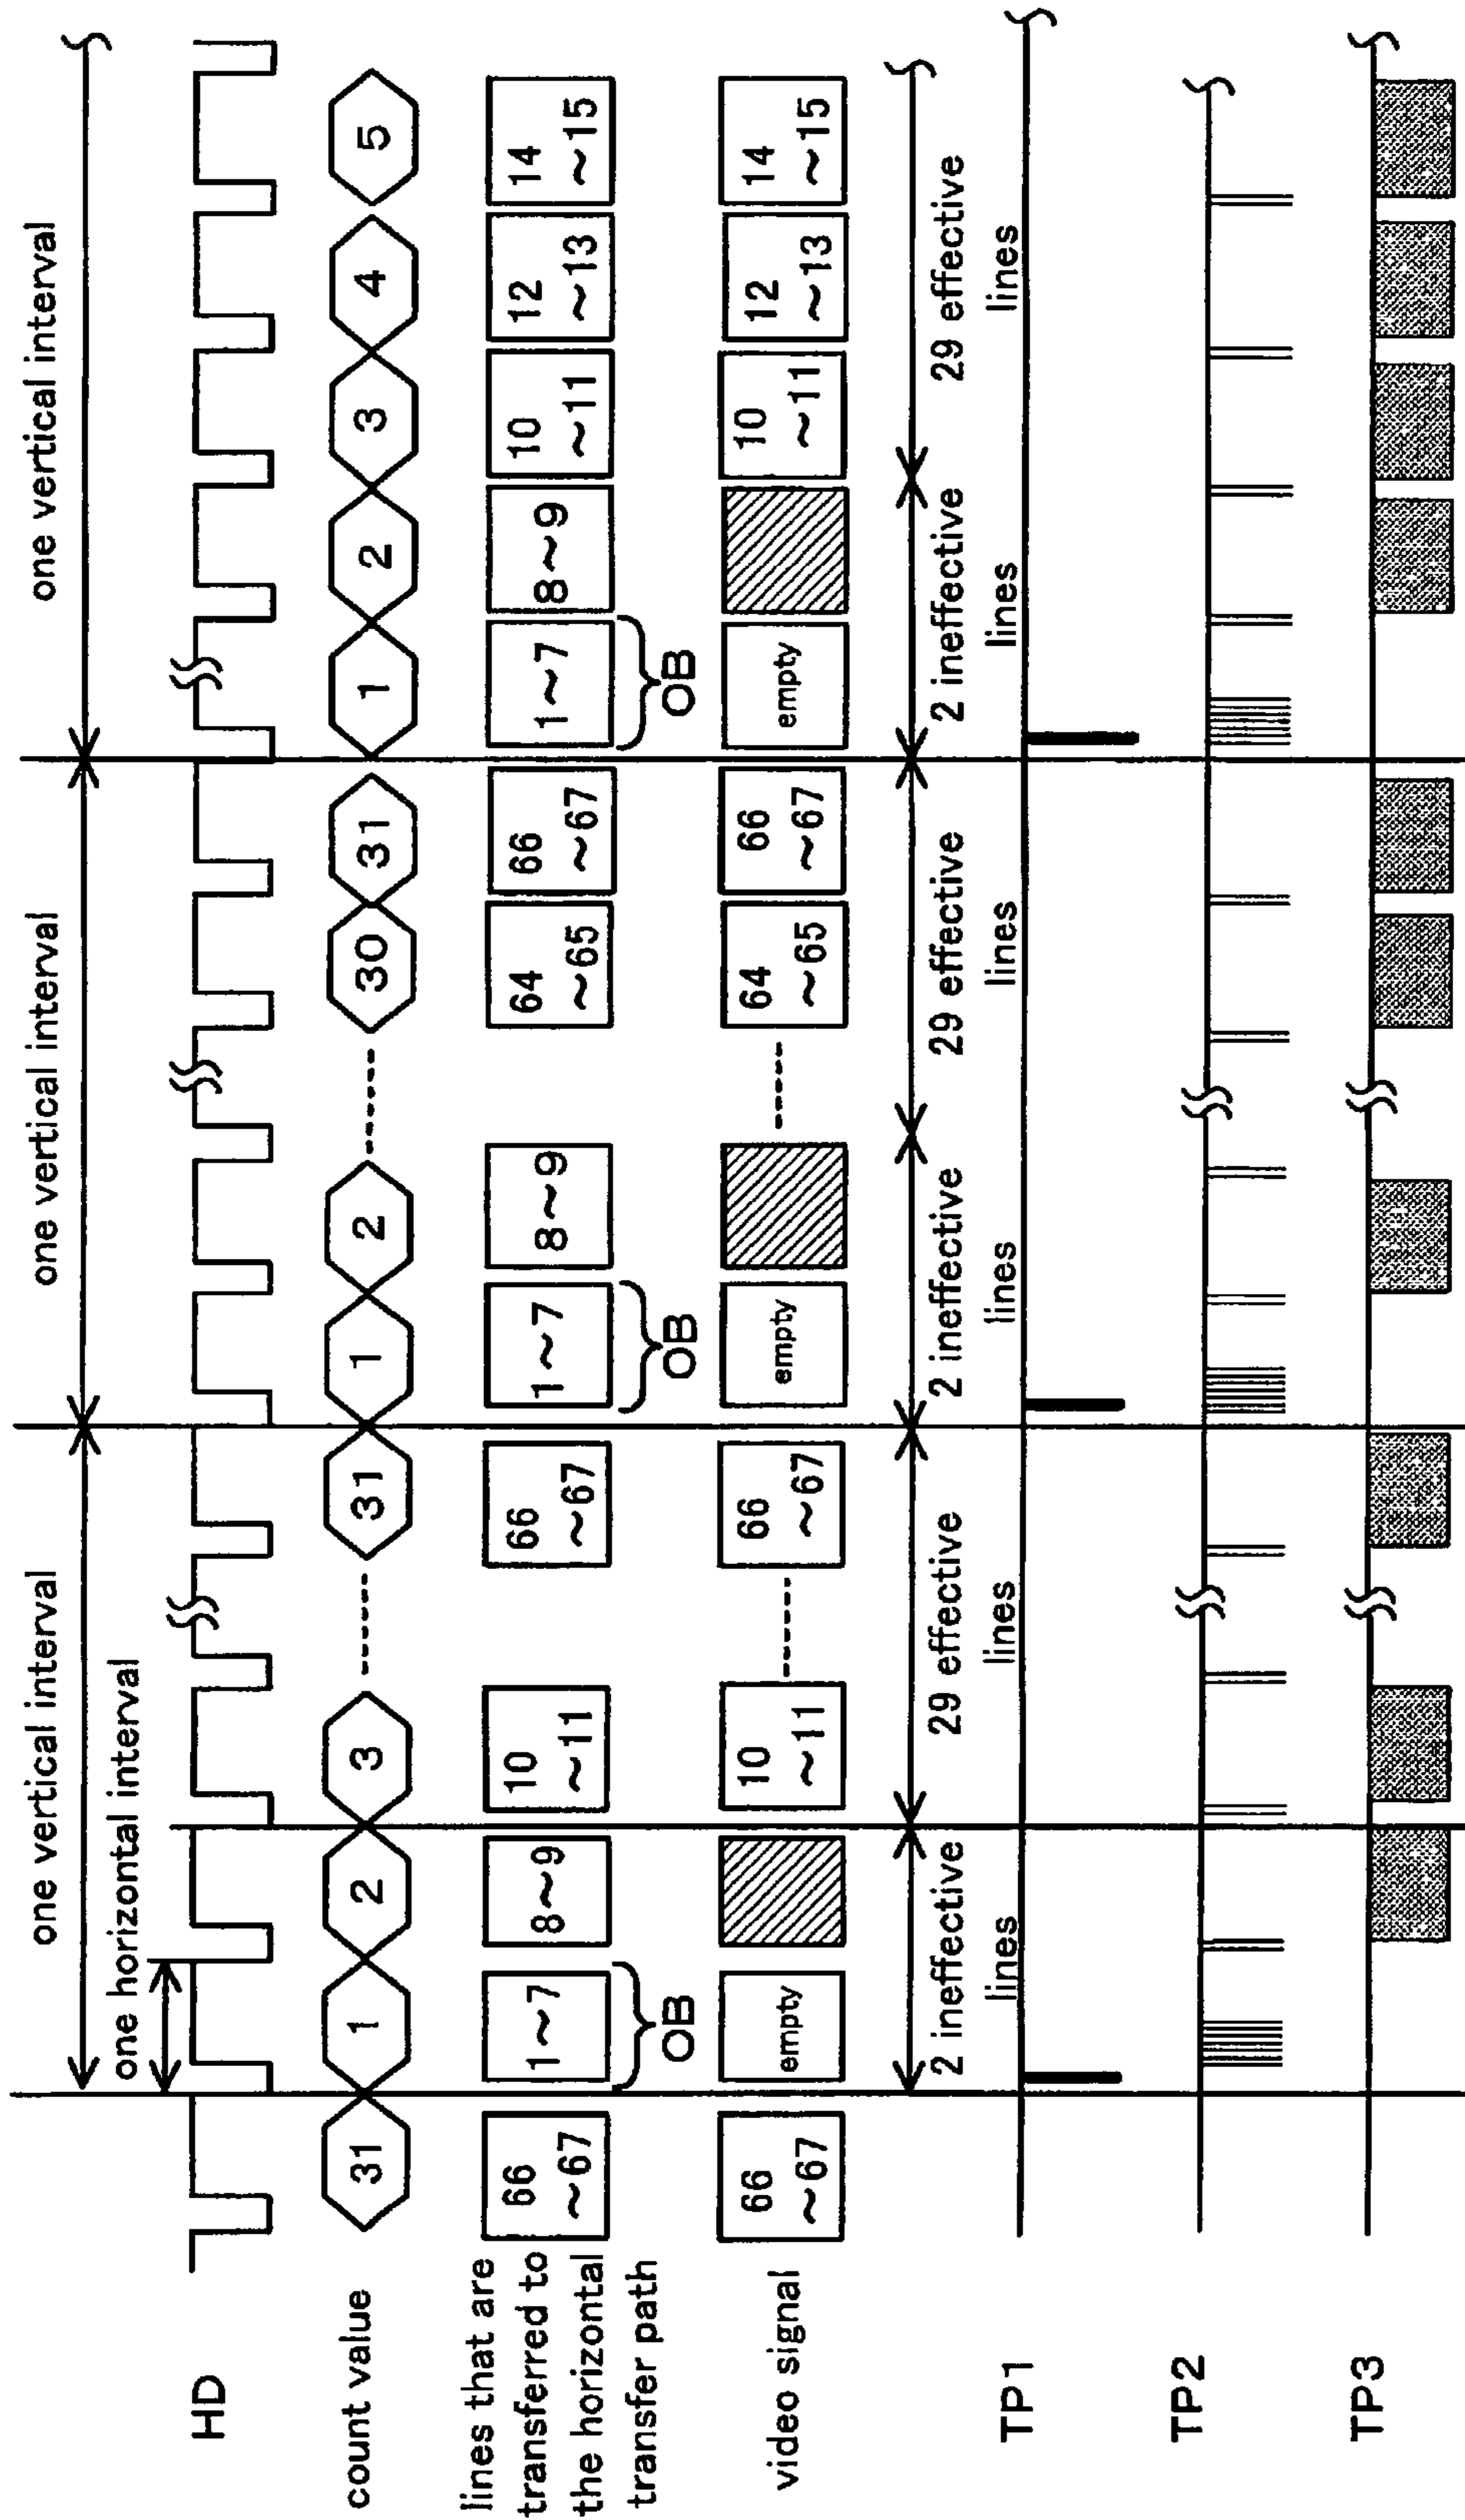 one vertical interval
one vertical interval
one vertical interval
one horizontal interval
HD
count value
31
1
2
3
31
1
2
30
31
1
2
3
4
5
lines that are
transferred to
the horizontal
transfer path
66
~67
1~7
8~9
10
~11
66
~67
1~7
8~9
64
~65
66
~67
1~7
8~9
10
~11
12
~13
14
~15
OB
OB
OB
video signal
66
~67
empty
10
~11
66
~67
empty
64
~65
66
~67
empty
10
~11
12
~13
14
~15
2 ineffective
lines
29 effective
lines
2 ineffective
lines
29 effective
lines
2 ineffective
lines
29 effective
lines
TP1
TP2
TP3